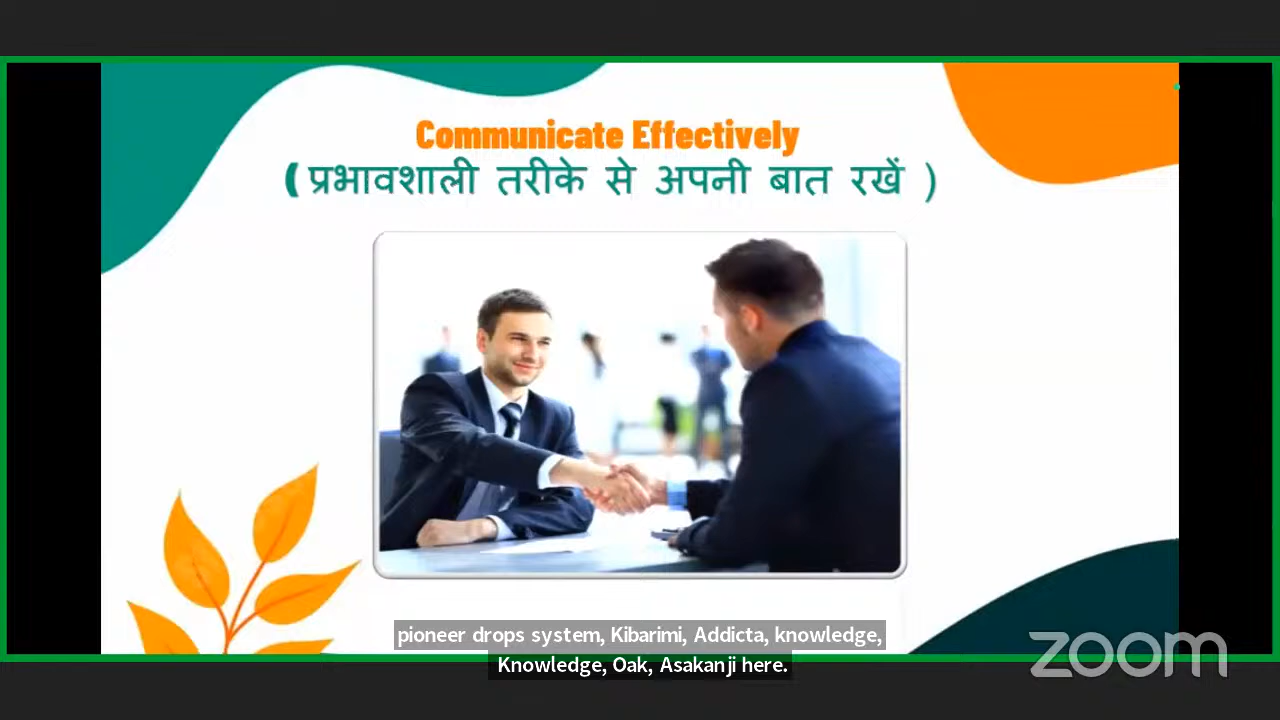 Communicate Effectively
( प्रभावशाली तरीके से अपनी बात रखें )
pioneer drops system, Kibarimi, Addicta, knowledge,
Knowledge, Oak, Asakanji here.
zoom